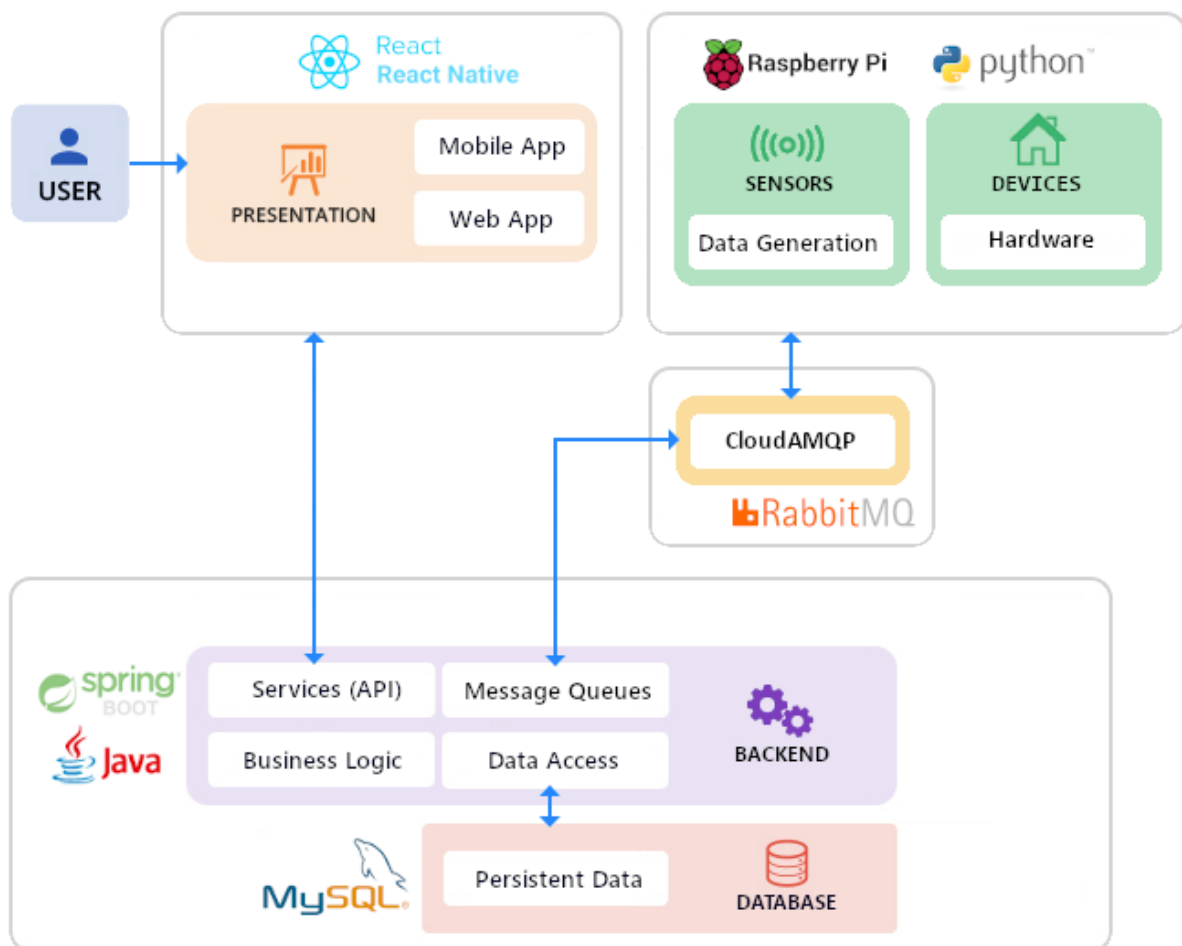 React
React Native
USER
PRESENTATION
Mobile App
Web App
Raspberry Pi
python™
SENSORS
Data Generation
DEVICES
Hardware
CloudAMQP
RabbitMQ
spring
BOOT
Java
Services (API)
Message Queues
Business Logic
Data Access
BACKEND
MySQL®
Persistent Data
DATABASE